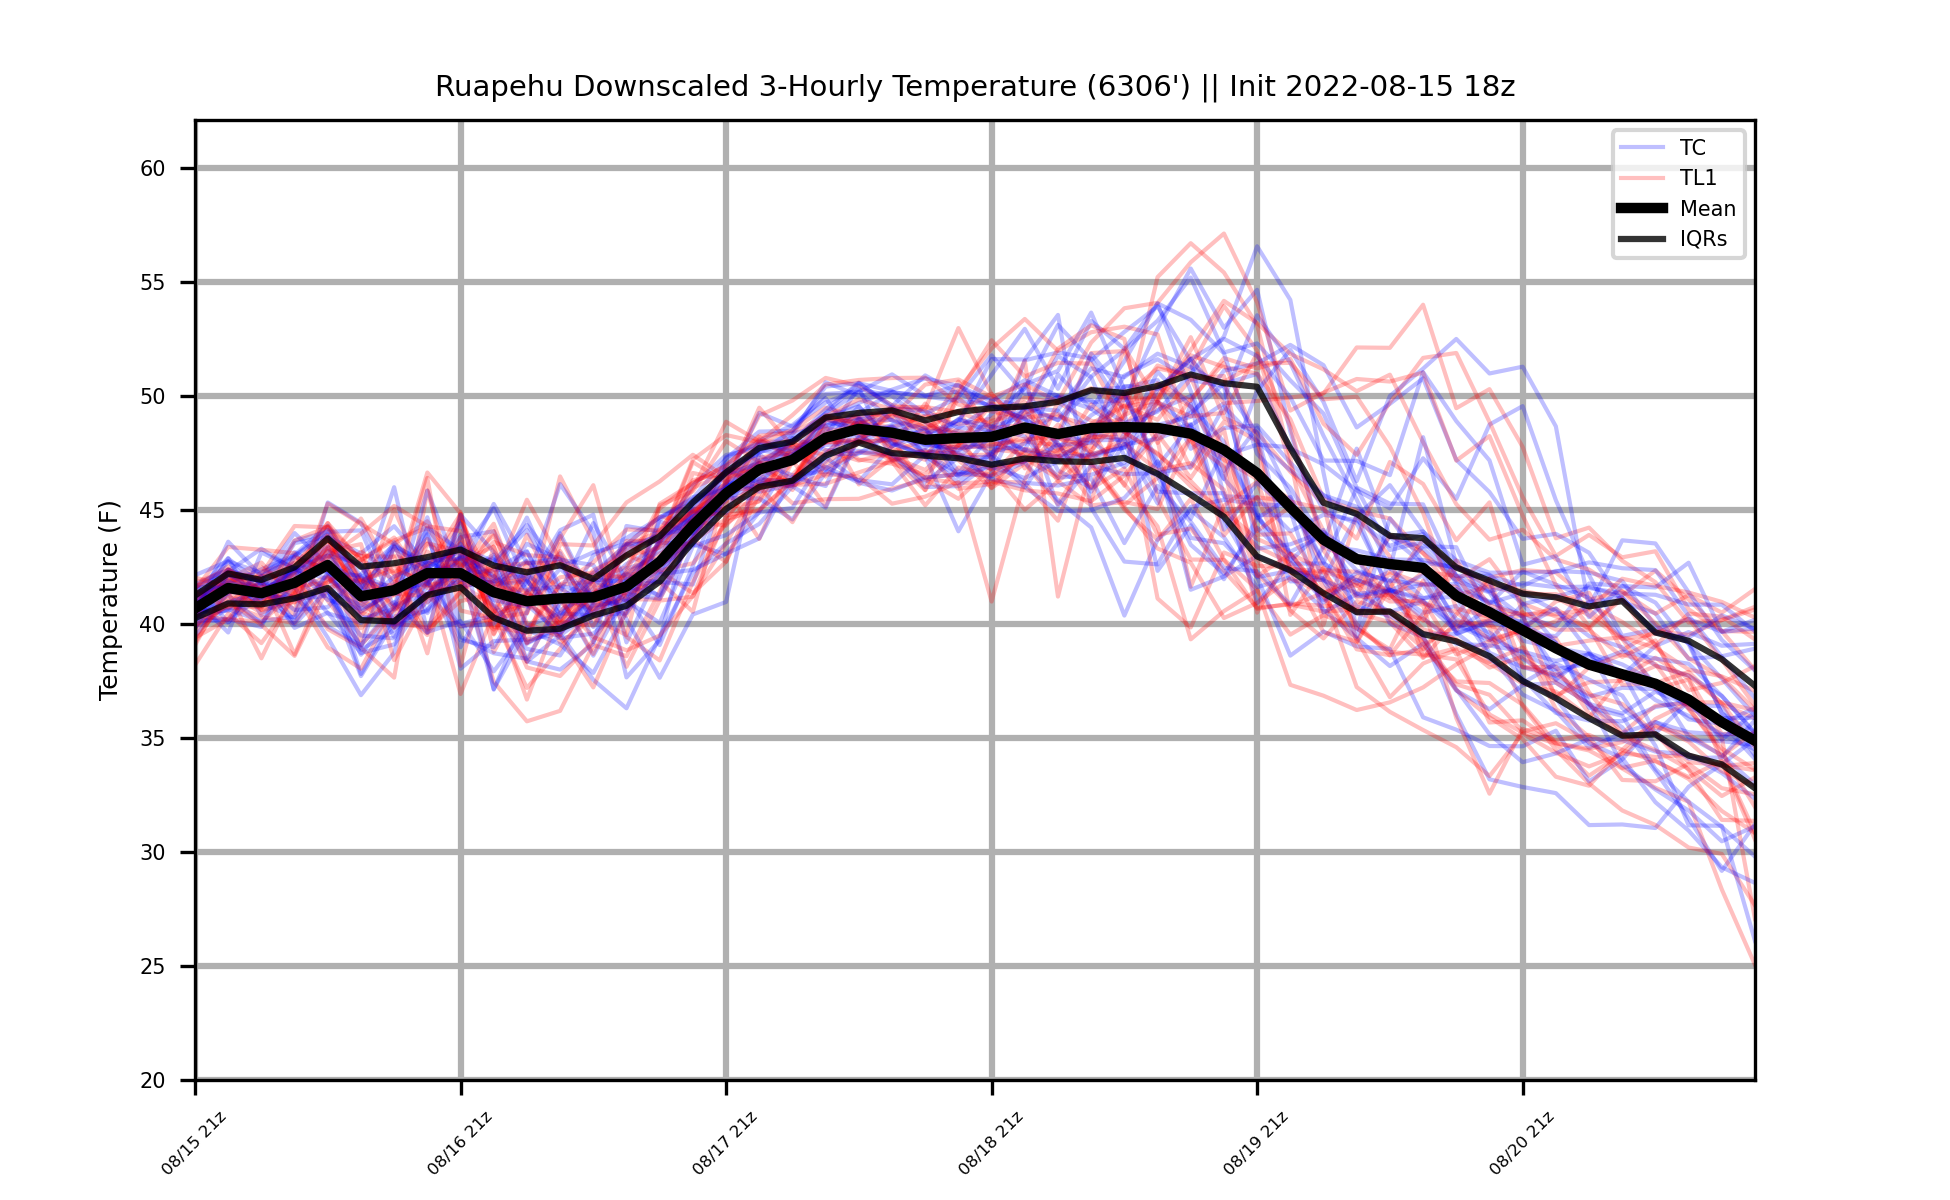 Ruapehu Downscaled 3-Hourly Temperature (6306') || Init 2022-08-15 18z
TC
TL1
Mean
IQRs
Temperature (F)
60
55
50
45
40
35
30
25
20
08/15 21z
08/16 21z
08/17 21z
08/18 21z
08/19 21z
08/20 21z